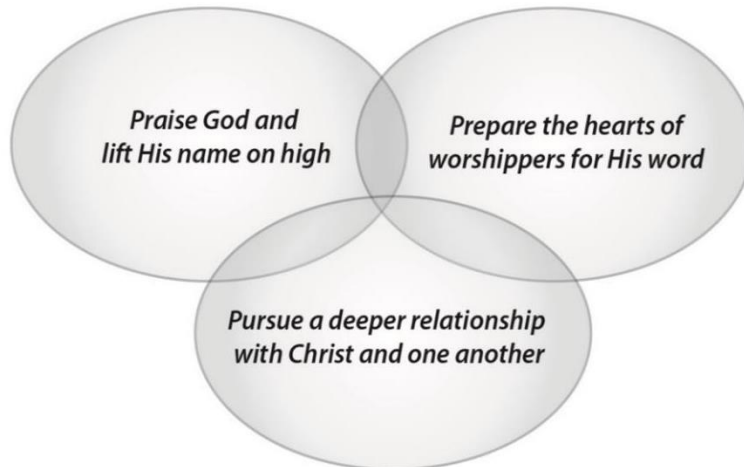 Praise God and
lift His name on high
Prepare the hearts of
worshippers for His word
Pursue a deeper relationship
with Christ and one another